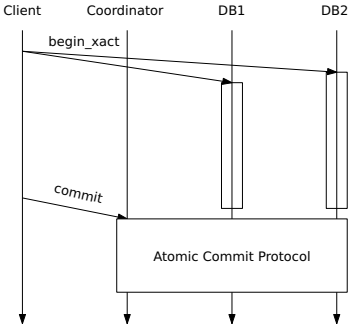 Client Coordinator DB1 DB2
begin_xact
commit
Atomic Commit Protocol